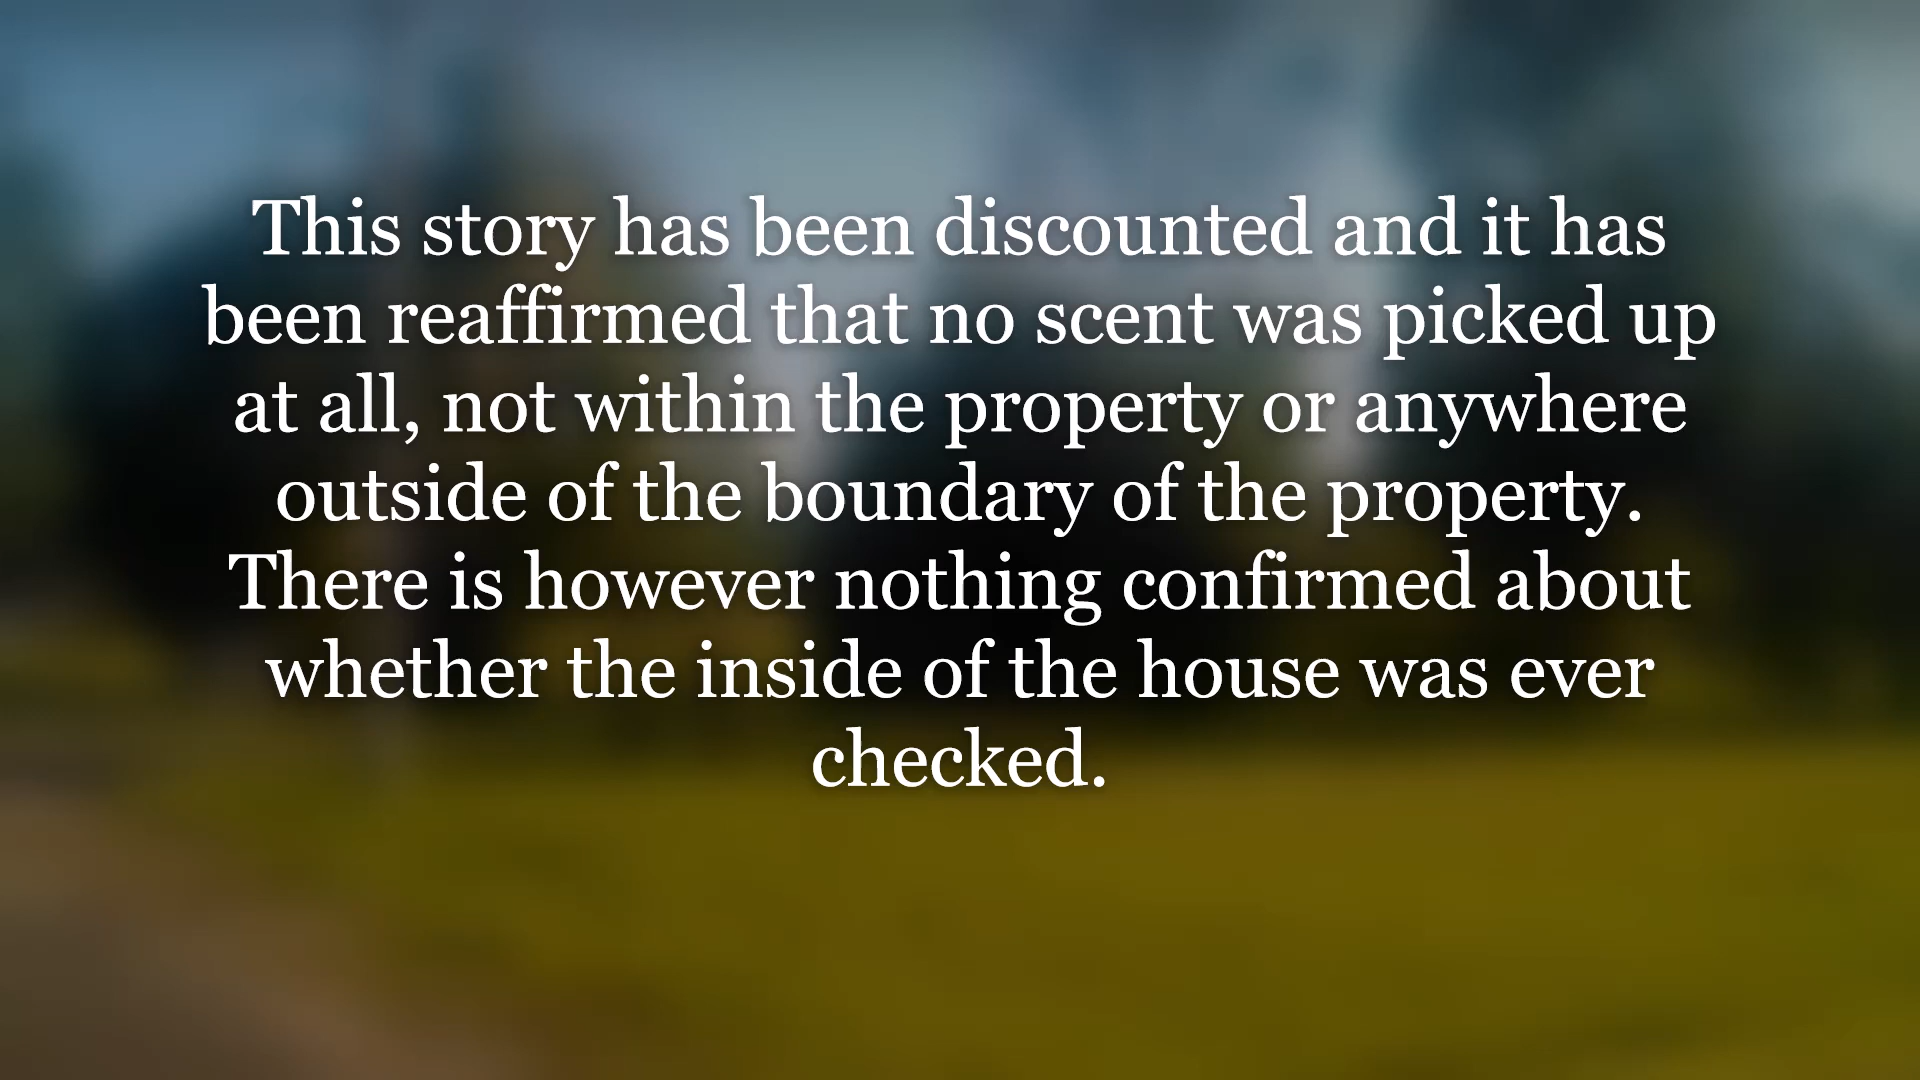 This story has been discounted and it has
been reaffirmed that no scent was picked up
at all, not within the property or anywhere
outside of the boundary of the property.
There is however nothing confirmed about
whether the inside of the house was ever
checked.